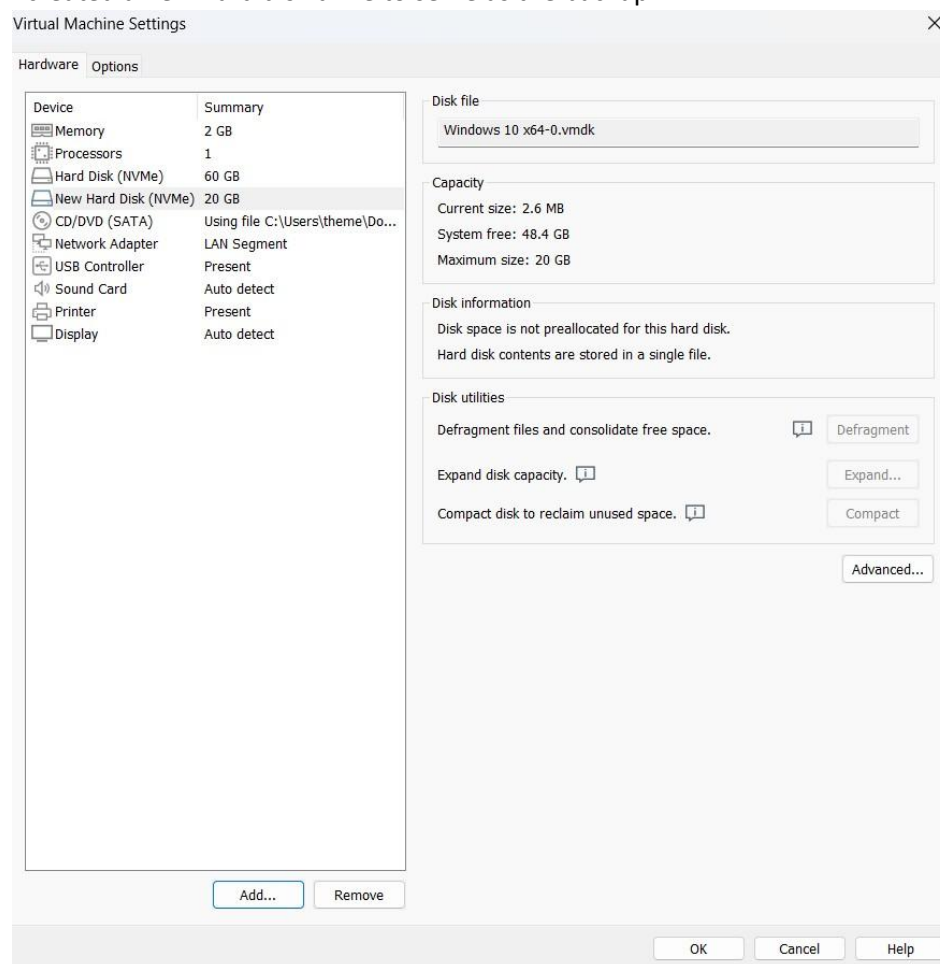 Virtual Machine Settings
Hardware Options
Device Summary
Memory 2 GB
Processors 1
Hard Disk (NVMe) 60 GB
New Hard Disk (NVMe) 20 GB
CD/DVD (SATA) Using file C:\Users\theme\Do...
Network Adapter LAN Segment
USB Controller Present
Sound Card Auto detect
Printer Present
Display Auto detect
Add... Remove
Disk file
Windows 10 x64-0.vmdk
Capacity
Current size: 2.6 MB
System free: 48.4 GB
Maximum size: 20 GB
Disk information
Disk space is not preallocated for this hard disk.
Hard disk contents are stored in a single file.
Disk utilities
Defragment files and consolidate free space. Defragment
Expand disk capacity. Expand...
Compact disk to reclaim unused space. Compact
Advanced...
OK Cancel Help